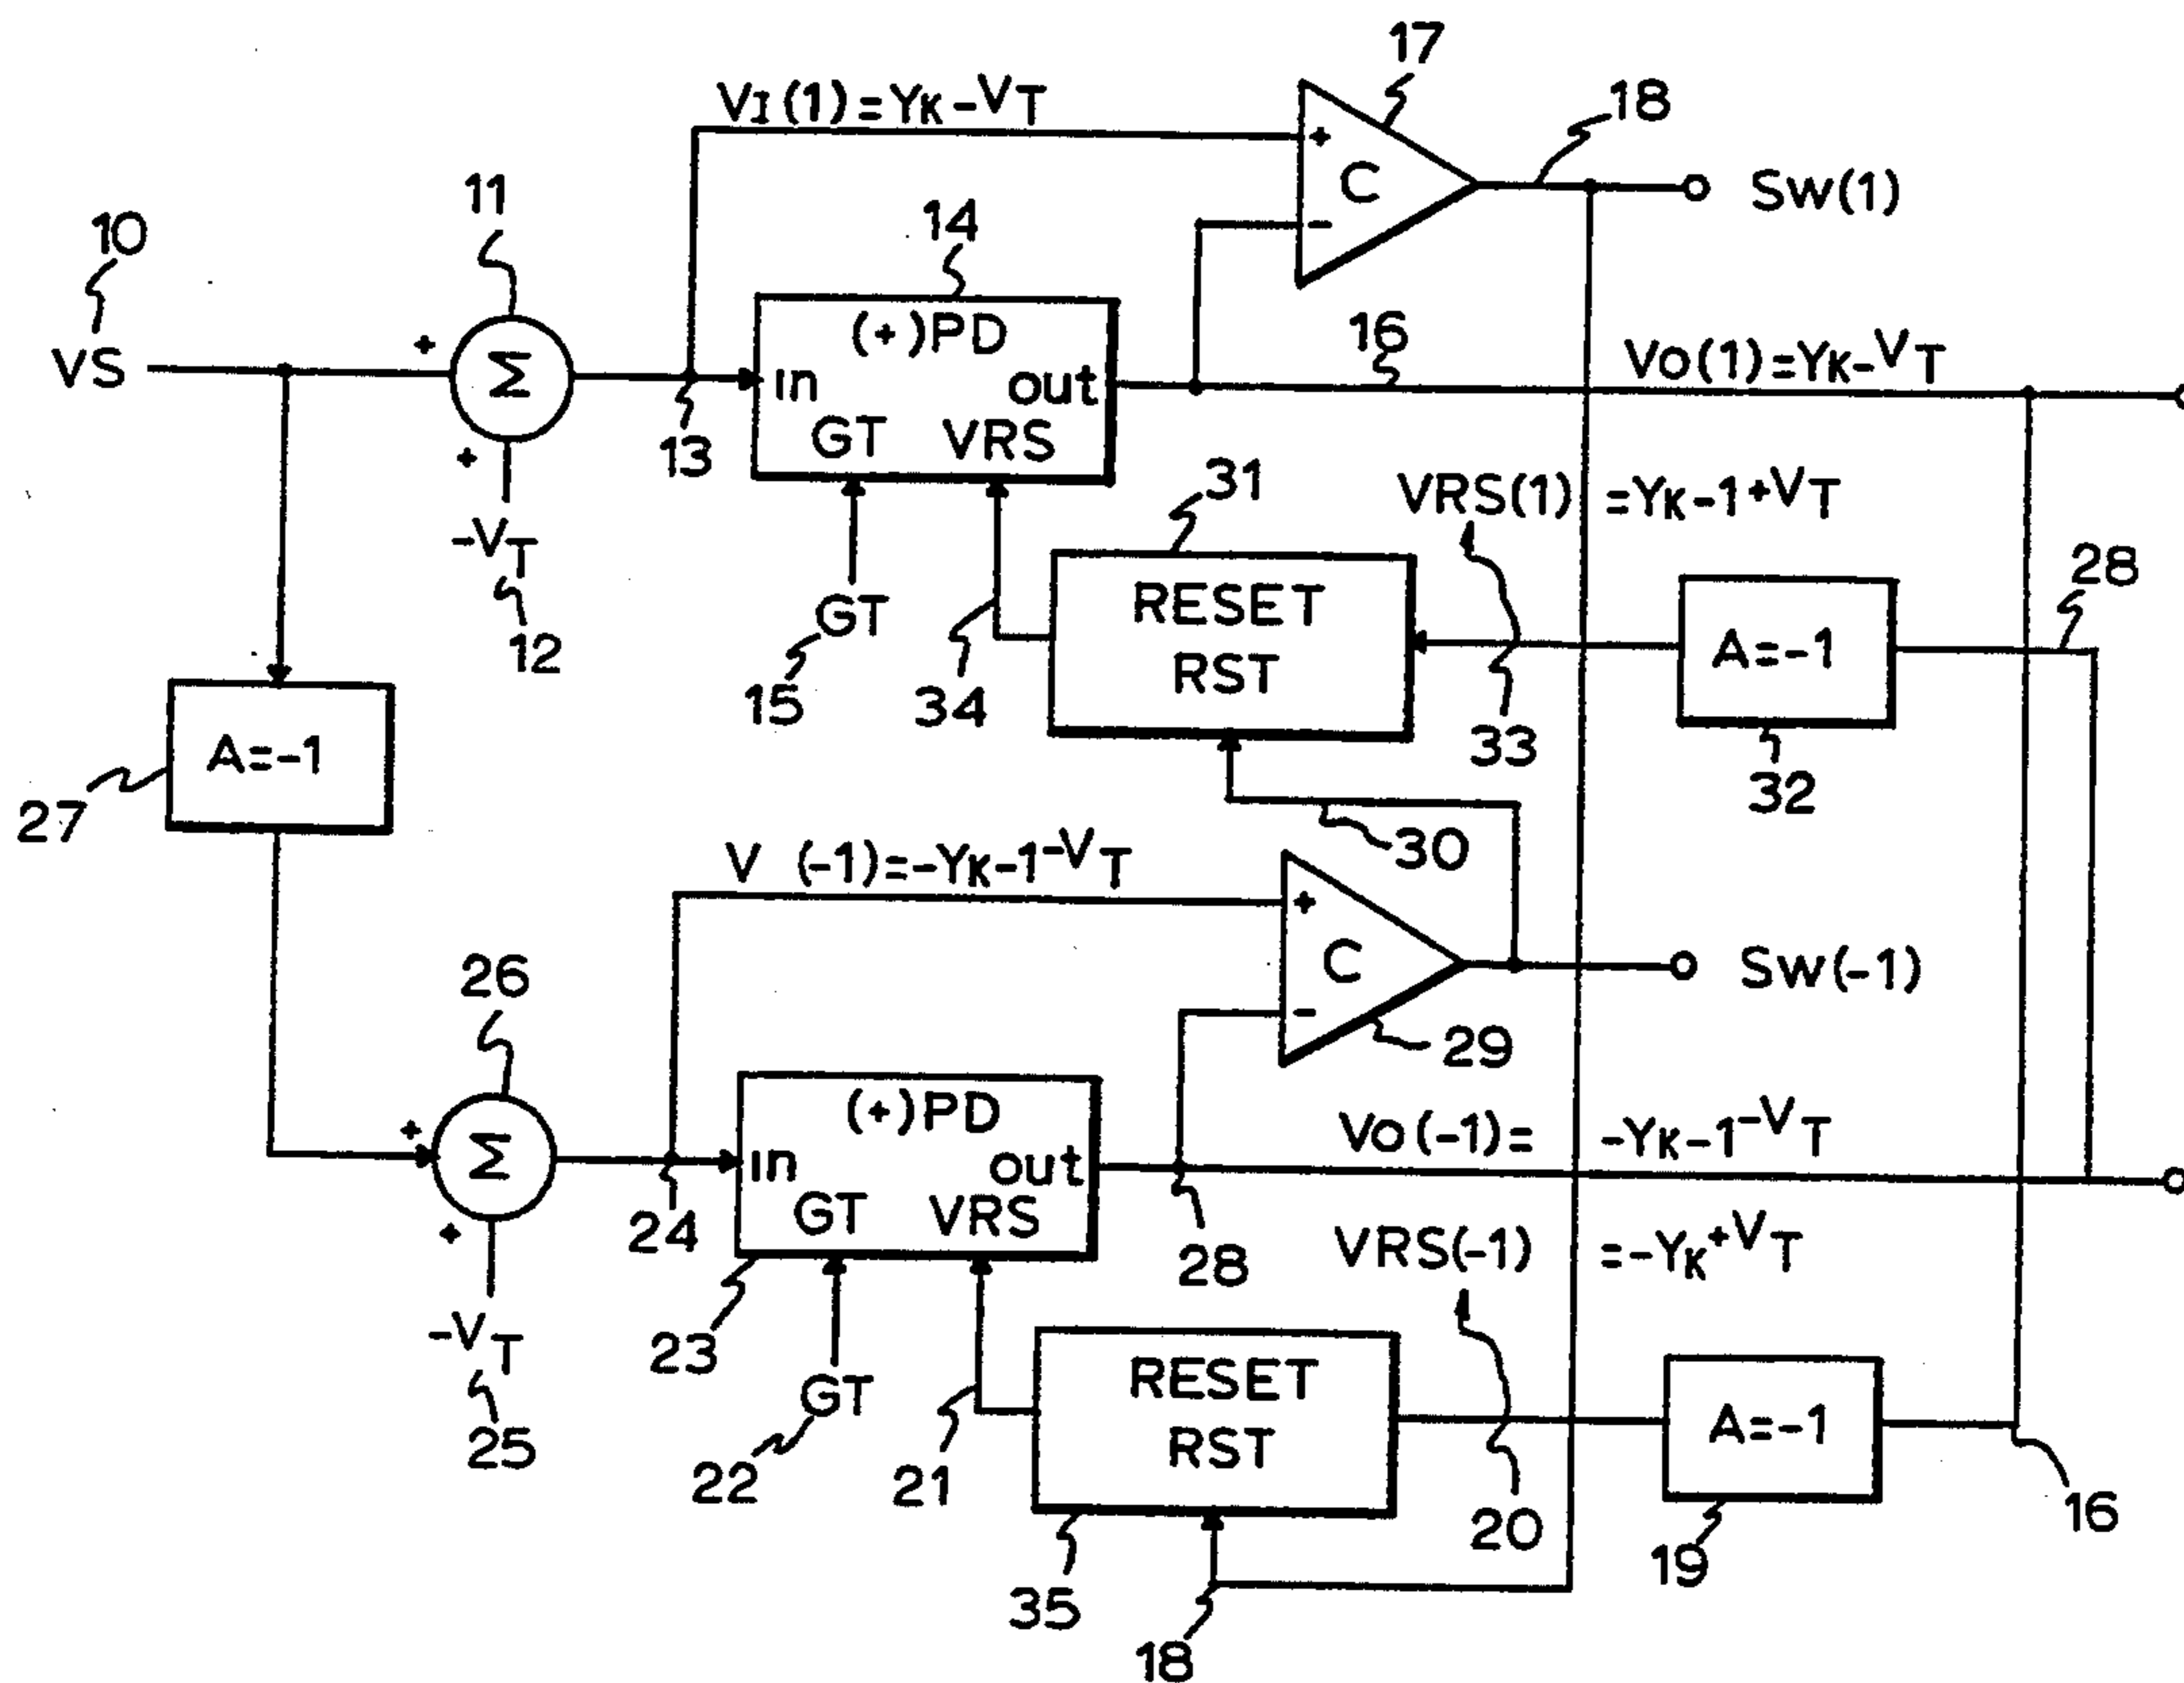 17
VI(1)=YK-VT
18
+
C
11
SW(1)
10
14
-
+
(+)PD
16
VS
Σ
in
out
VO(1)=YK-VT
+
GT VRS
13
31
VRS(1) =YK-1+VT
-VT
28
RESET
GT
12
A=-1
RST
15
34
33
A=-1
32
27
30
V (-1)=-YK-1-VT
+
C
26
SW(-1)
-
29
+
(+)PD
VO(-1)= -YK-1-VT
Σ
in
out
GT VRS
+
24
28
VRS(-1) =-YK+VT
-VT
23
RESET
GT
A=-1
25
RST
22
21
20
16
19
35
18